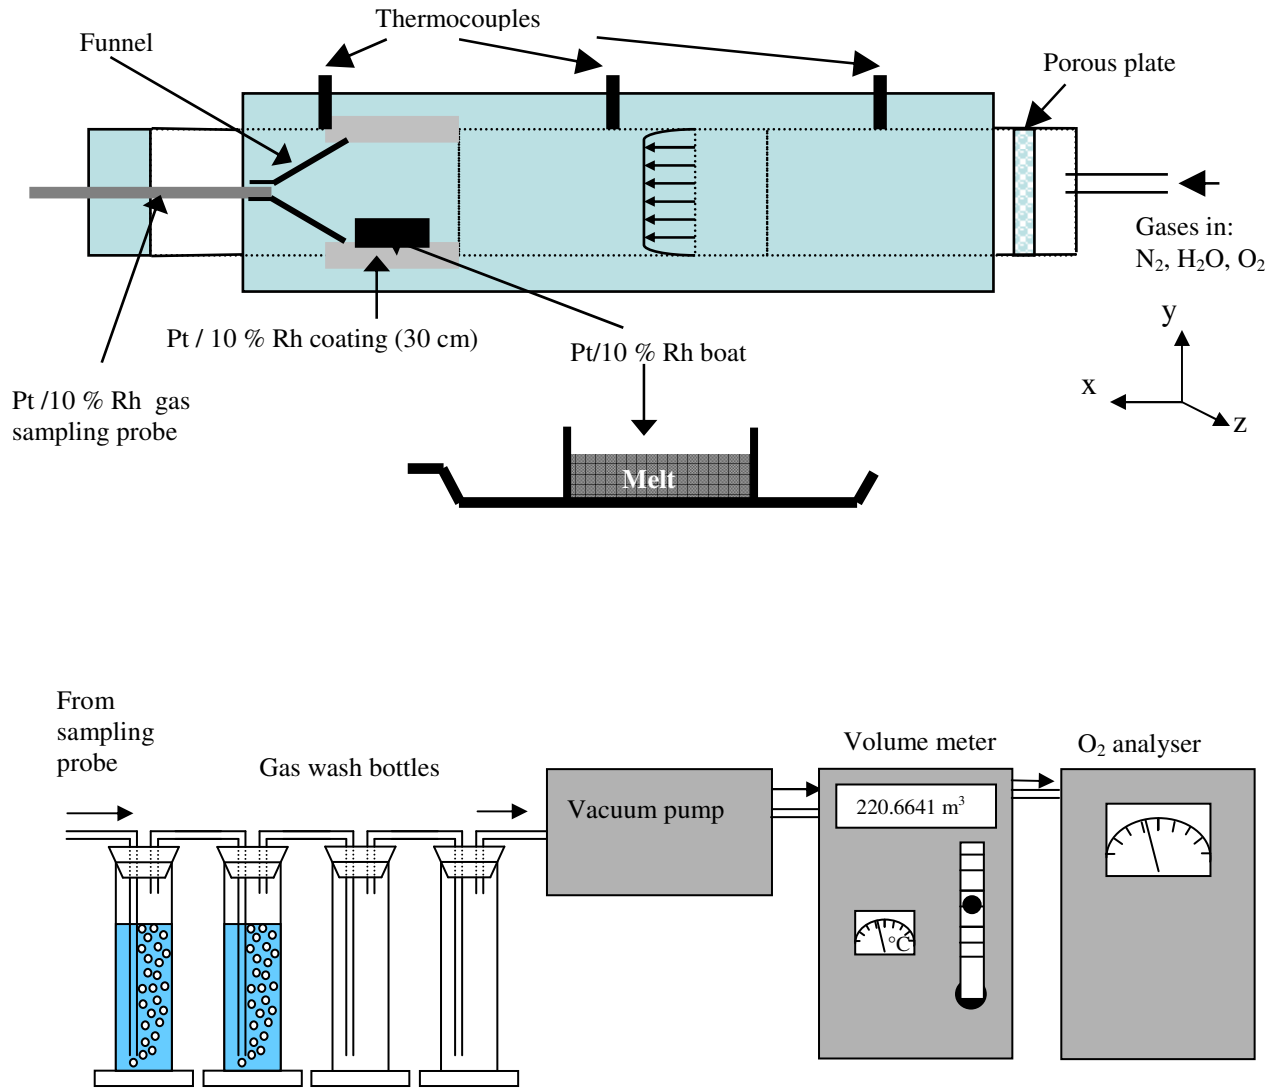 Thermocouples
Funnel
Porous plate
Gases in:
N₂, H₂O, O₂
Pt / 10 % Rh coating (30 cm)
Pt/10 % Rh boat
y
x
z
Pt /10 % Rh  gas
sampling probe
Melt
From
sampling
probe
Gas wash bottles
Vacuum pump
Volume meter
O₂ analyser
220.6641 m³
°C